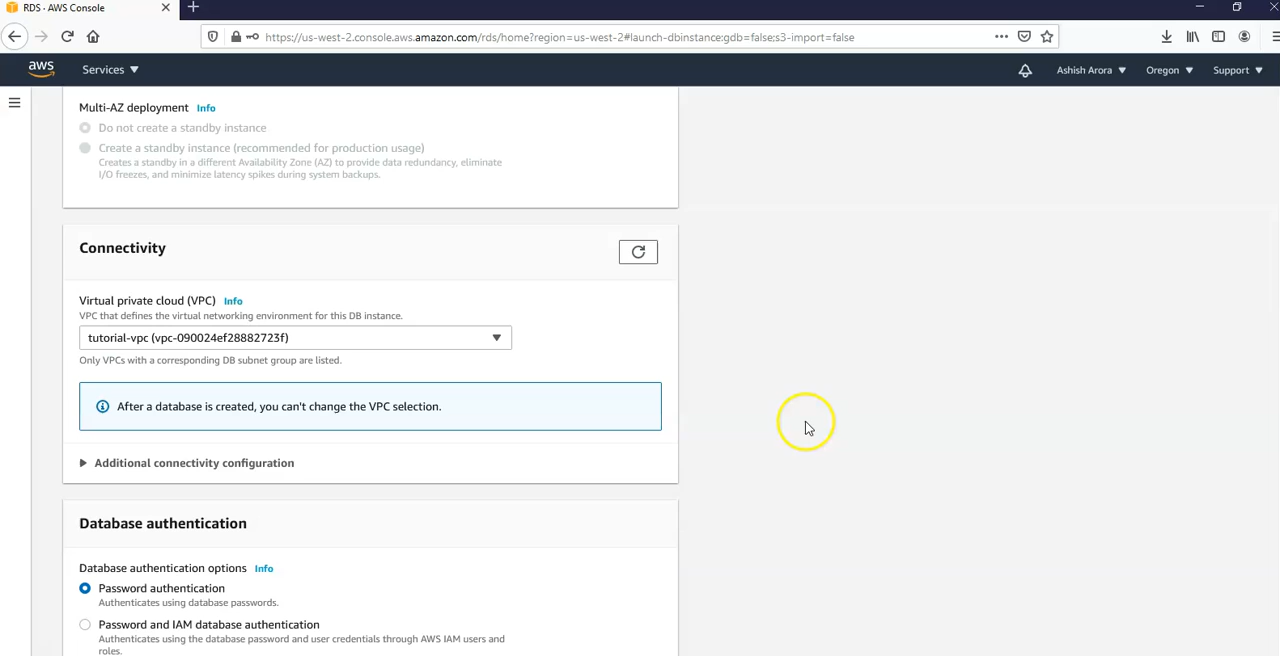 RDS · AWS Console
https://us-west-2.console.aws.amazon.com/rds/home?region=us-west-2#launch-dbinstance:gdb=false;s3-import=false
aws
Services
Ashish Arora
Oregon
Support
Multi-AZ deployment Info
Do not create a standby instance
Create a standby instance (recommended for production usage)
Creates a standby in a different Availability Zone (AZ) to provide data redundancy, eliminate
I/O freezes, and minimize latency spikes during system backups.
Connectivity
Virtual private cloud (VPC) Info
VPC that defines the virtual networking environment for this DB instance.
tutorial-vpc (vpc-090024ef28882723f)
Only VPCs with a corresponding DB subnet group are listed.
After a database is created, you can't change the VPC selection.
Additional connectivity configuration
Database authentication
Database authentication options Info
Password authentication
Authenticates using database passwords.
Password and IAM database authentication
Authenticates using the database password and user credentials through AWS IAM users and
roles.